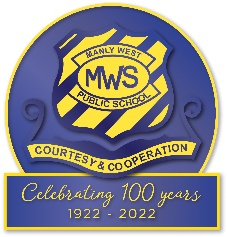 MANLY WEST
MWS
PUBLIC SCHOOL
COURTESY & COOPERATION
Celebrating 100 years
1922 - 2022